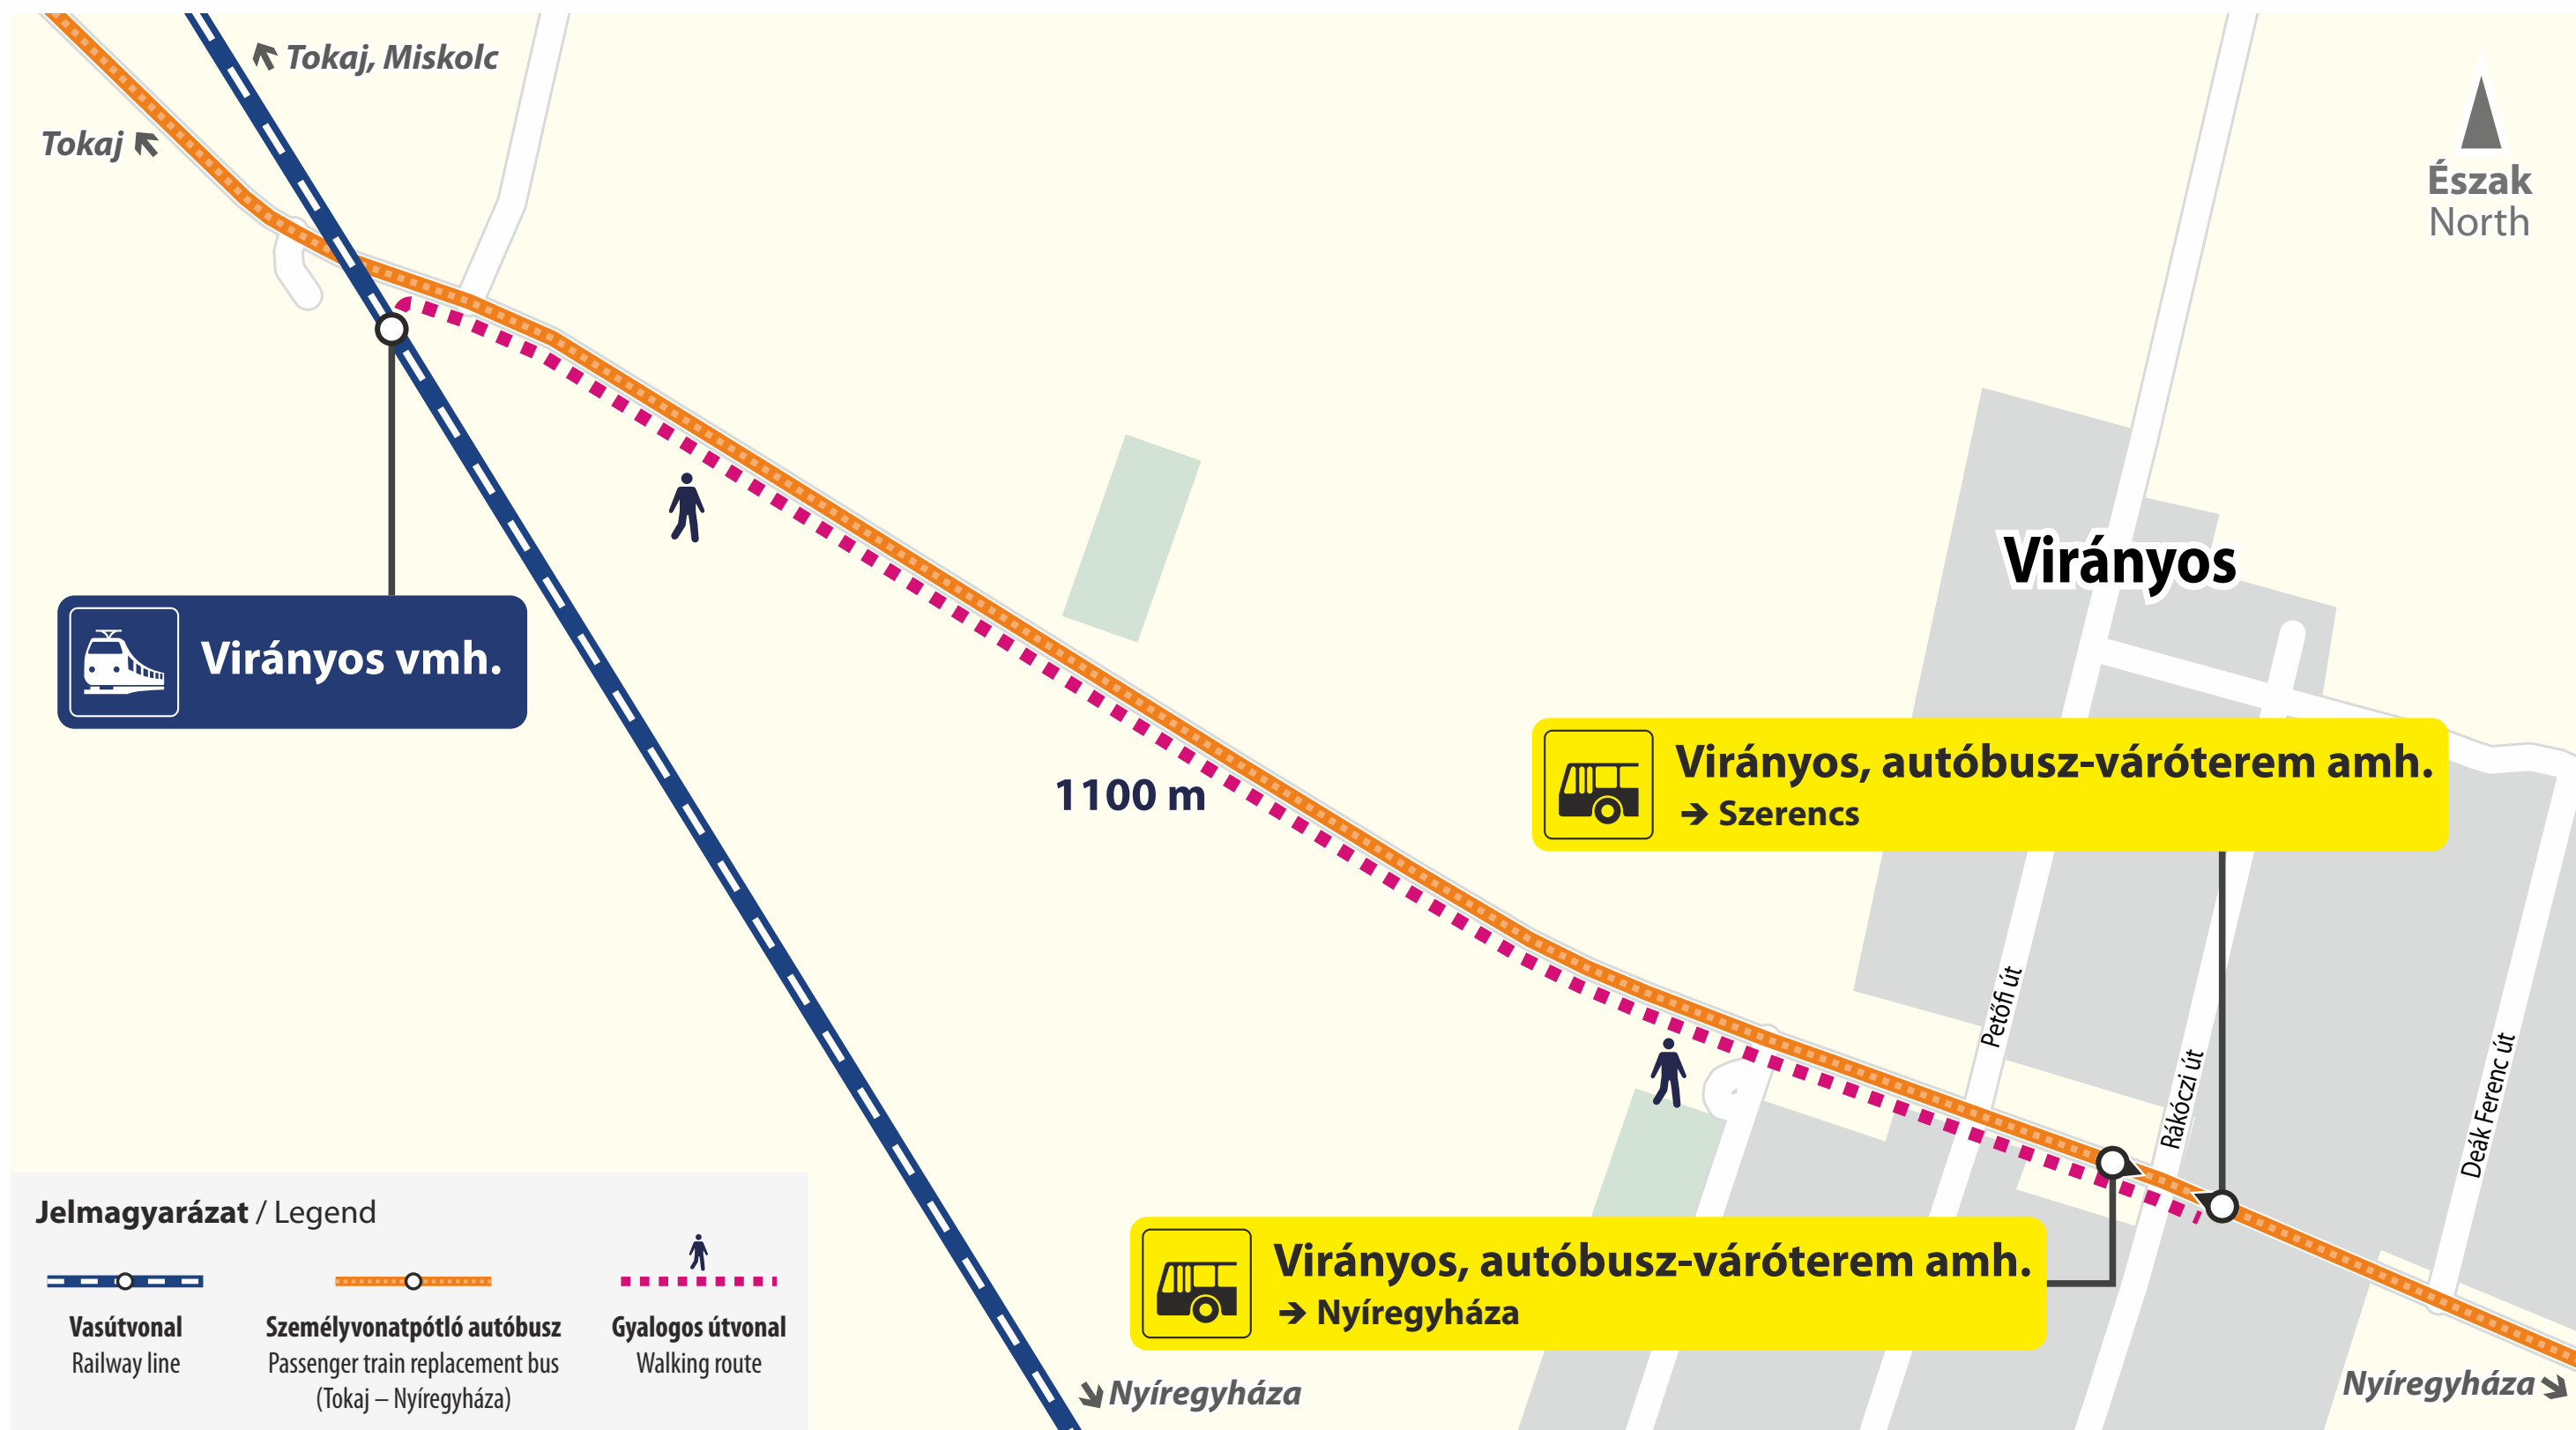 Tokaj, Miskolc
Tokaj
Észak
North
Virányos
Virányos vmh.
Virányos, autóbusz-váróterem amh.
➔ Szerencs
1100 m
Petőfi út
Rákóczi út
Deák Ferenc út
Virányos, autóbusz-váróterem amh.
➔ Nyíregyháza
Nyíregyháza
Nyíregyháza
Jelmagyarázat / Legend
Vasútvonal
Railway line
Személyvonatpótló autóbusz
Passenger train replacement bus
(Tokaj – Nyíregyháza)
Gyalogos útvonal
Walking route